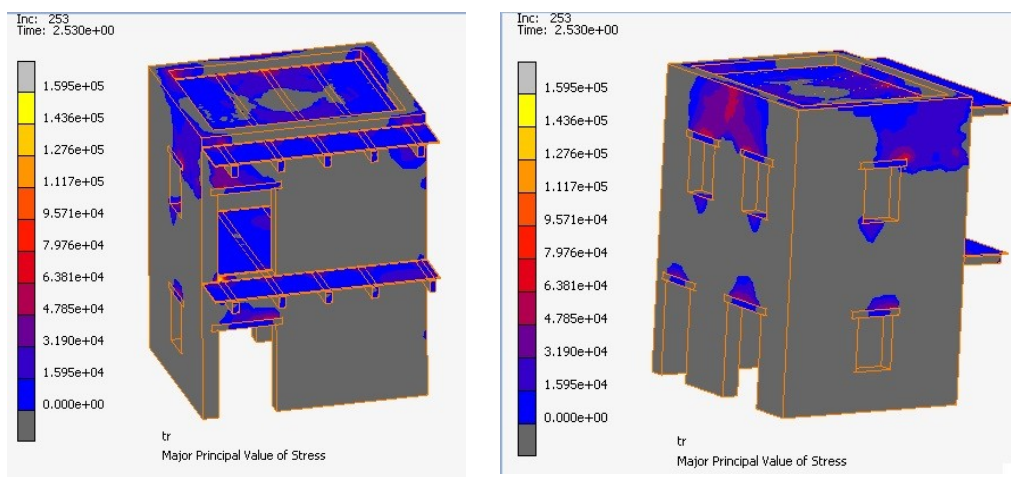 Inc: 253
Time: 2.530e+00
1.595e+05
1.436e+05
1.276e+05
1.117e+05
9.571e+04
7.976e+04
6.381e+04
4.785e+04
3.190e+04
1.595e+04
0.000e+00
tr
Major Principal Value of Stress
Inc: 253
Time: 2.530e+00
1.595e+05
1.436e+05
1.276e+05
1.117e+05
9.571e+04
7.976e+04
6.381e+04
4.785e+04
3.190e+04
1.595e+04
0.000e+00
tr
Major Principal Value of Stress